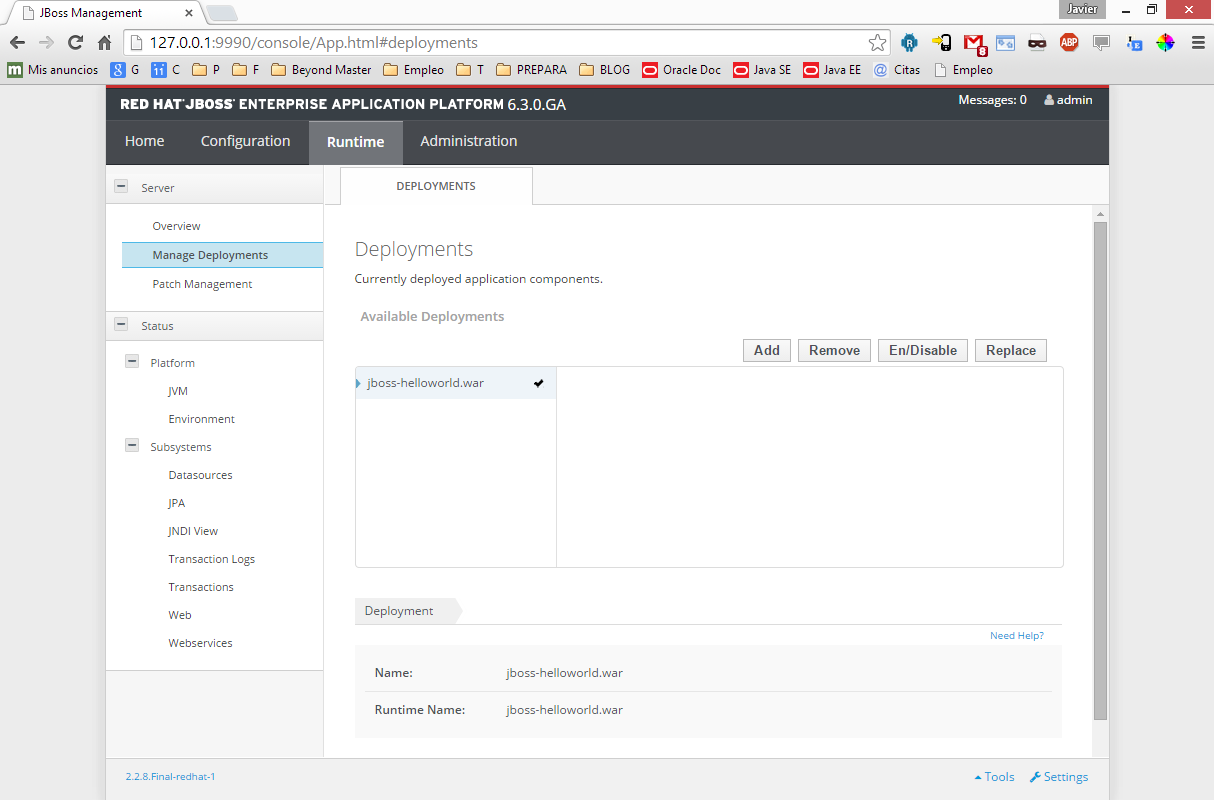 JBoss Management
Javier
127.0.0.1:9990/console/App.html#deployments
8
ABP
Mis anuncios G C P F Beyond Master Empleo T PREPARA BLOG Oracle Doc Java SE Java EE Citas Empleo
RED HAT® JBOSS® ENTERPRISE APPLICATION PLATFORM 6.3.0.GA
Messages: 0 admin
Home Configuration Runtime Administration
Server
Overview
Manage Deployments
Patch Management
Status
Platform
JVM
Environment
Subsystems
Datasources
JPA
JNDI View
Transaction Logs
Transactions
Web
Webservices
DEPLOYMENTS
Deployments
Currently deployed application components.
Available Deployments
Add Remove En/Disable Replace
jboss-helloworld.war
Deployment
Need Help?
Name: jboss-helloworld.war
Runtime Name: jboss-helloworld.war
2.2.8.Final-redhat-1
Tools Settings